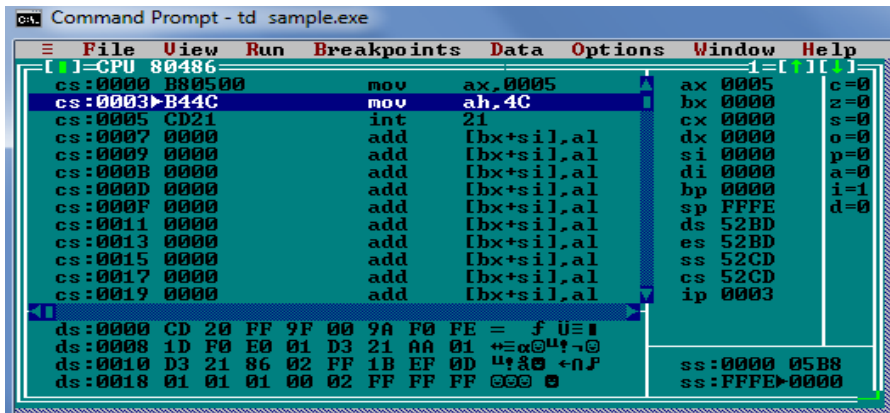 Command Prompt - td sample.exe
≡ File View Run Breakpoints Data Options Window Help
[■]=CPU 80486 1=[↑][↓]
cs:0000 B80500 mov ax,0005 ax 0005 c=0
cs:0003►B44C mov ah,4C bx 0000 z=0
cs:0005 CD21 int 21 cx 0000 s=0
cs:0007 0000 add [bx+si],al dx 0000 o=0
cs:0009 0000 add [bx+si],al si 0000 p=0
cs:000B 0000 add [bx+si],al di 0000 a=0
cs:000D 0000 add [bx+si],al bp 0000 i=1
cs:000F 0000 add [bx+si],al sp FFFE d=0
cs:0011 0000 add [bx+si],al ds 52BD
cs:0013 0000 add [bx+si],al es 52BD
cs:0015 0000 add [bx+si],al ss 52CD
cs:0017 0000 add [bx+si],al cs 52CD
cs:0019 0000 add [bx+si],al ip 0003
ds:0000 CD 20 FF 9F 00 9A F0 FE = ƒ Ü≡■
ds:0008 1D F0 E0 01 D3 21 AA 01 ↔≡α☺╙!¬☺
ds:0010 D3 21 86 02 FF 1B EF 0D ╙!å☻ ←∩♪ ss:0000 05B8
ds:0018 01 01 01 00 02 FF FF FF ☺☺☺ ☻ ss:FFFE►0000